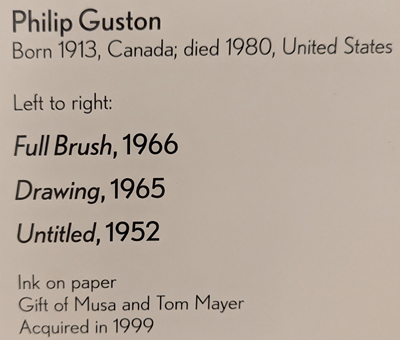 Philip Guston
Born 1913, Canada; died 1980, United States
Left to right:
Full Brush, 1966
Drawing, 1965
Untitled, 1952
Ink on paper
Gift of Musa and Tom Mayer
Acquired in 1999